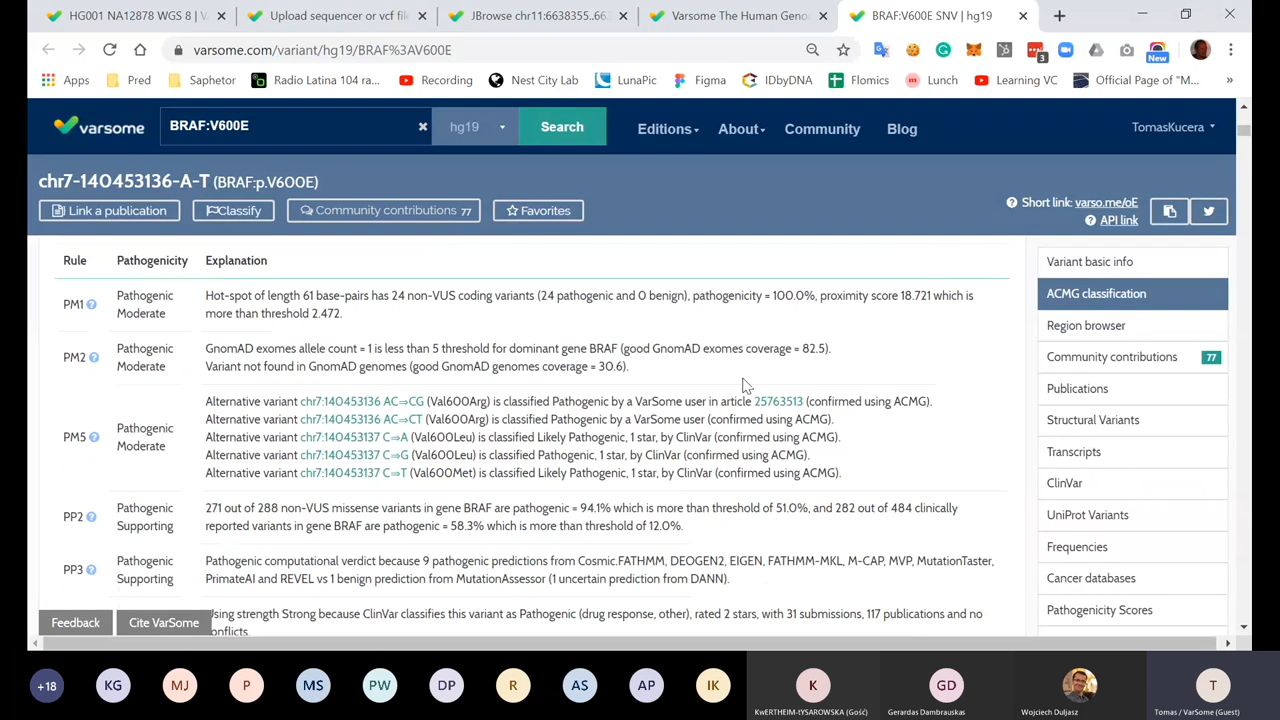 HG001 NA12878 WGS 8 | V
Upload sequencer or vcf file
JBrowse chr11:6638355..66
Varsome The Human Geno
BRAF:V600E SNV | hg19
varsome.com/variant/hg19/BRAF%3AV600E
3
New
Apps
Pred
Saphetor
Radio Latina 104 ra...
Recording
Nest City Lab
LunaPic
Figma
IDbyDNA
Flomics
Lunch
Learning VC
Official Page of "M...
»
varsome
BRAF:V600E
hg19
Search
Editions
About
Community
Blog
TomasKucera
chr7-140453136-A-T (BRAF:p.V600E)
Link a publication
Classify
Community contributions 77
Favorites
Short link: varso.me/oE
API link
Rule
Pathogenicity
Explanation
PM1
Pathogenic
Moderate
Hot-spot of length 61 base-pairs has 24 non-VUS coding variants (24 pathogenic and 0 benign), pathogenicity = 100.0%, proximity score 18.721 which is
more than threshold 2.472.
PM2
Pathogenic
Moderate
GnomAD exomes allele count = 1 is less than 5 threshold for dominant gene BRAF (good GnomAD exomes coverage = 82.5).
Variant not found in GnomAD genomes (good GnomAD genomes coverage = 30.6).
PM5
Pathogenic
Moderate
Alternative variant chr7:140453136 AC⇒CG (Val600Arg) is classified Pathogenic by a VarSome user in article 25763513 (confirmed using ACMG).
Alternative variant chr7:140453136 AC⇒CT (Val600Arg) is classified Pathogenic by a VarSome user (confirmed using ACMG).
Alternative variant chr7:140453137 C⇒A (Val600Leu) is classified Likely Pathogenic, 1 star, by ClinVar (confirmed using ACMG).
Alternative variant chr7:140453137 C⇒G (Val600Leu) is classified Pathogenic, 1 star, by ClinVar (confirmed using ACMG).
Alternative variant chr7:140453137 C⇒T (Val600Met) is classified Likely Pathogenic, 1 star, by ClinVar (confirmed using ACMG).
PP2
Pathogenic
Supporting
271 out of 288 non-VUS missense variants in gene BRAF are pathogenic = 94.1% which is more than threshold of 51.0%, and 282 out of 484 clinically
reported variants in gene BRAF are pathogenic = 58.3% which is more than threshold of 12.0%.
PP3
Pathogenic
Supporting
Pathogenic computational verdict because 9 pathogenic predictions from Cosmic.FATHMM, DEOGEN2, EIGEN, FATHMM-MKL, M-CAP, MVP, MutationTaster,
PrimateAI and REVEL vs 1 benign prediction from MutationAssessor (1 uncertain prediction from DANN).
Using strength Strong because ClinVar classifies this variant as Pathogenic (drug response, other), rated 2 stars, with 31 submissions, 117 publications and no
conflicts.
Variant basic info
ACMG classification
Region browser
Community contributions 77
Publications
Structural Variants
Transcripts
ClinVar
UniProt Variants
Frequencies
Cancer databases
Pathogenicity Scores
Feedback
Cite VarSome
+18
KG
MJ
P
MS
PW
DP
R
AS
AP
IK
K
KwERTHEIM-tYSAROWSKA (Gość)
GD
Gerardas Dambrauskas
Wojciech Duljasz
T
Tomas / VarSome (Guest)